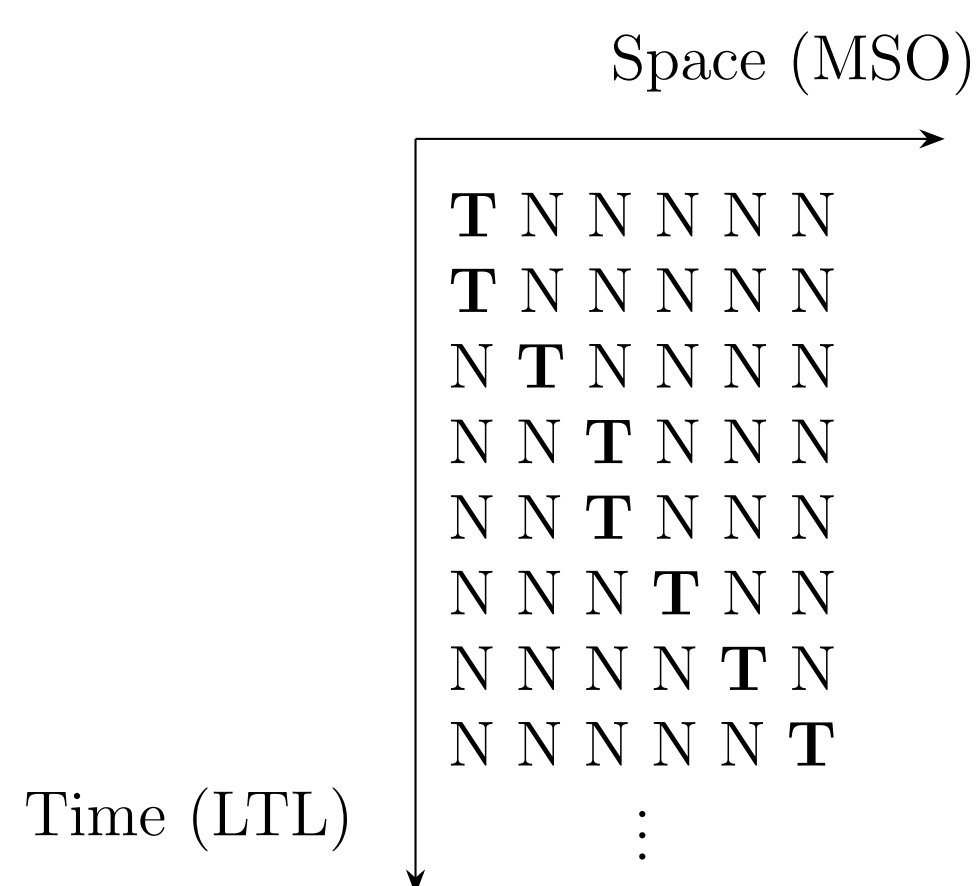 Space (MSO)
T N N N N N
T N N N N N
N T N N N N
N N T N N N
N N T N N N
N N N T N N
N N N N T N
N N N N N T
Time (LTL)
⋮